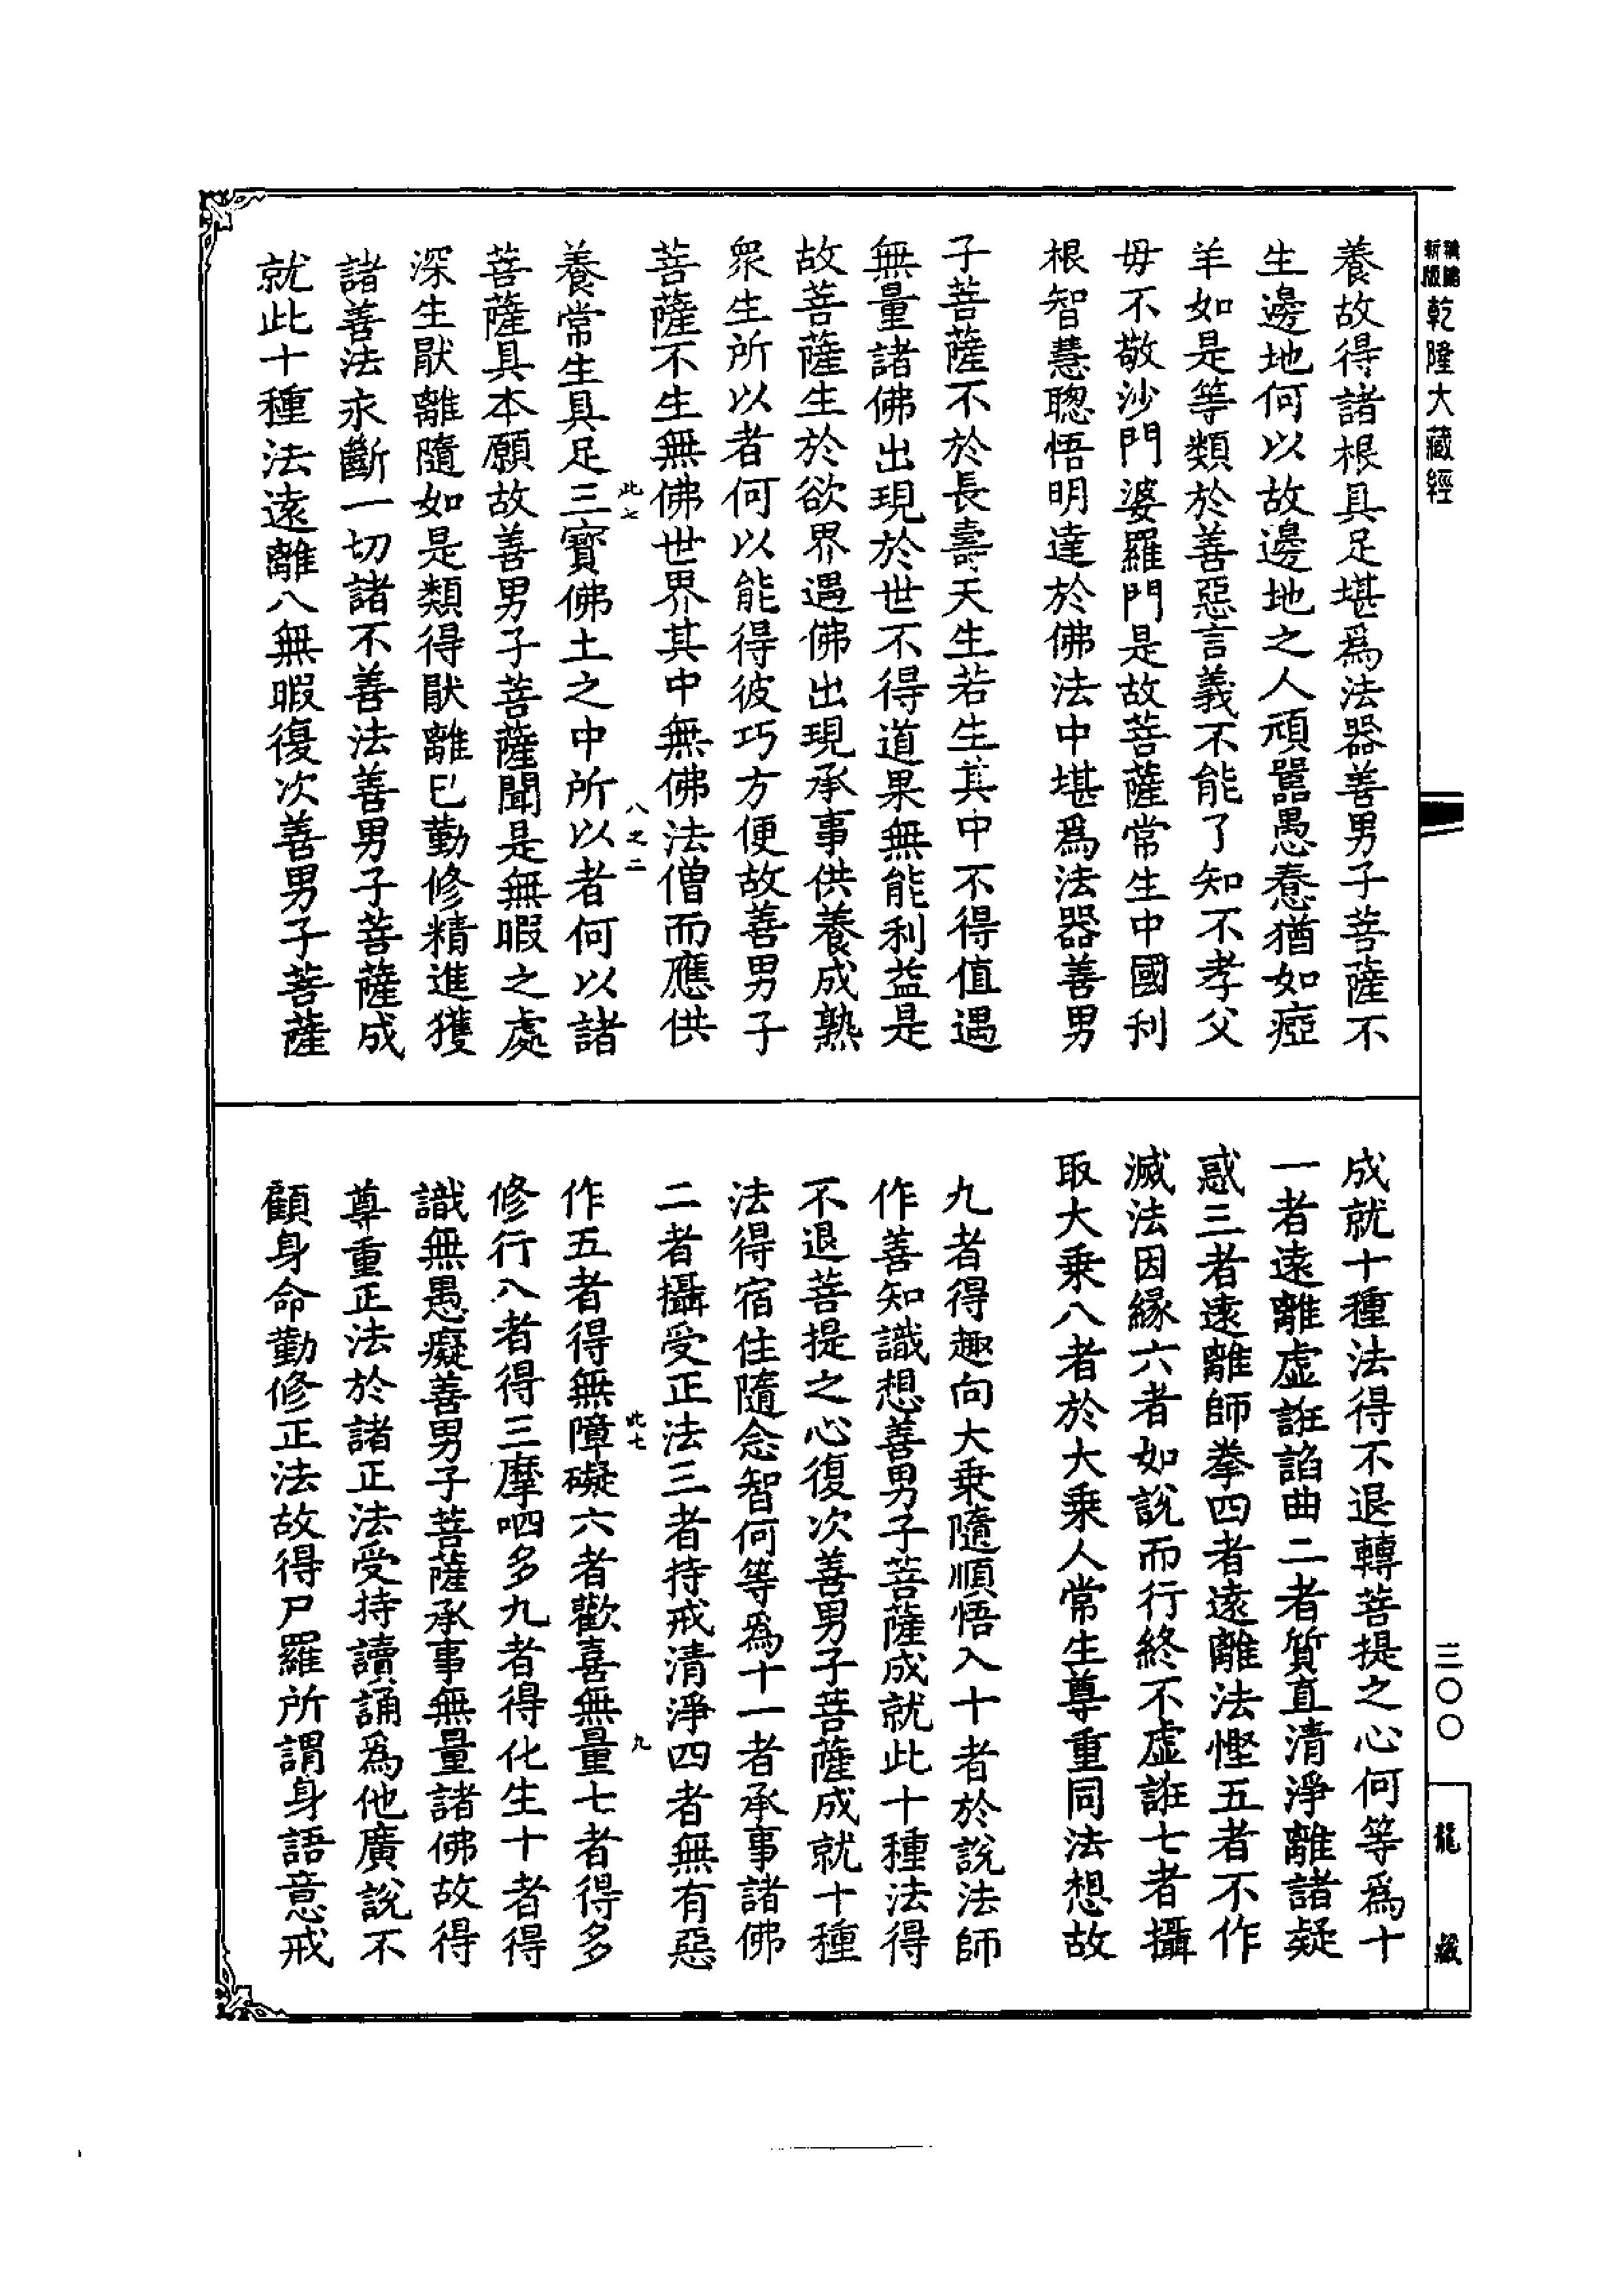 新版
乾隆大藏經
養故得諸根具足堪爲法器善男子菩薩不
生邊地何以故邊地之人頑嚚愚惷猶如瘂
羊如是等類於善惡言義不能了知不孝父
母不敬沙門婆羅門是故菩薩常生中國利
根智慧聰悟明達於佛法中堪爲法器善男
子菩薩不於長壽天生若生其中不得值遇
無量諸佛出現於世不得道果無能利益是
故菩薩生於欲界遇佛出現承事供養成熟
眾生所以者何以能得彼巧方便故善男子
菩薩不生無佛世界其中無佛法僧而應供
此七
八之二
養常生具足三寶佛土之中所以者何以諸
菩薩具本願故善男子菩薩聞是無暇之處
深生厭離隨如是類得厭離已勤修精進獲
諸善法永斷一切諸不善法善男子菩薩成
就此十種法遠離八無暇復次善男子菩薩
成就十種法得不退轉菩提之心何等爲十
一者遠離虛誑諂曲二者質直清淨離諸疑
惑三者遠離師拳四者遠離法慳五者不作
滅法因緣六者如說而行終不虛誑七者攝
取大乘八者於大乘人常生尊重同法想故
九者得趣向大乘隨順悟入十者於說法師
作善知識想善男子菩薩成就此十種法得
不退菩提之心復次善男子菩薩成就十種
法得宿住隨念智何等爲十一者承事諸佛
二者攝受正法三者持戒清淨四者無有惡
此七
九
作五者得無障礙六者歡喜無量七者得多
修行八者得三摩呬多九者得化生十者得
識無愚癡善男子菩薩承事無量諸佛故得
尊重正法於諸正法受持讀誦爲他廣說不
顧身命勤修正法故得尸羅所謂身語意戒
三〇〇
龍藏